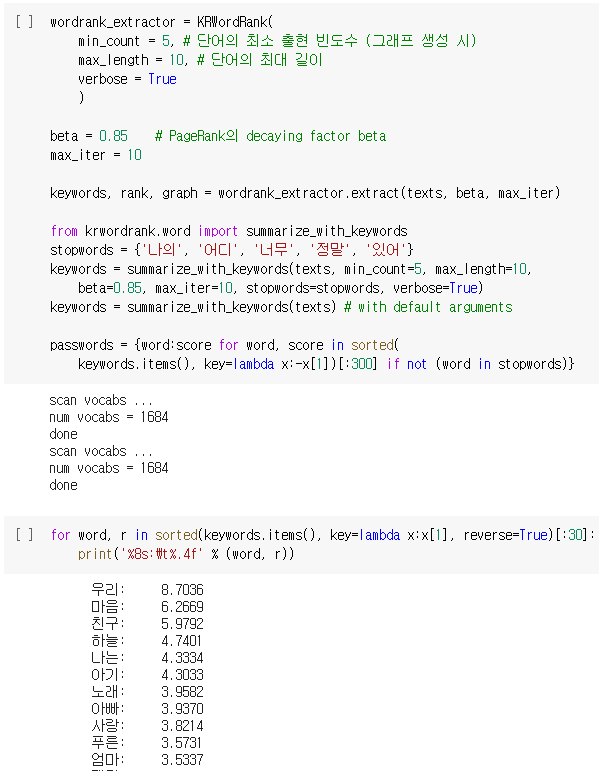 [ ] wordrank_extractor = KRWordRank(
    min_count = 5, # 단어의 최소 출현 빈도수 (그래프 생성 시)
    max_length = 10, # 단어의 최대 길이
    verbose = True
    )
beta = 0.85    # PageRank의 decaying factor beta
max_iter = 10
keywords, rank, graph = wordrank_extractor.extract(texts, beta, max_iter)
from krwordrank.word import summarize_with_keywords
stopwords = {'나의', '어디', '너무', '정말', '있어'}
keywords = summarize_with_keywords(texts, min_count=5, max_length=10,
    beta=0.85, max_iter=10, stopwords=stopwords, verbose=True)
keywords = summarize_with_keywords(texts) # with default arguments
passwords = {word:score for word, score in sorted(
    keywords.items(), key=lambda x:-x[1])[:300] if not (word in stopwords)}
scan vocabs ...
num vocabs = 1684
done
scan vocabs ...
num vocabs = 1684
done
[ ] for word, r in sorted(keywords.items(), key=lambda x:x[1], reverse=True)[:30]:
    print('%8s:₩t%.4f' % (word, r))
우리: 8.7036
마음: 6.2669
친구: 5.9792
하늘: 4.7401
나는: 4.3334
아기: 4.3033
노래: 3.9582
아빠: 3.9370
사랑: 3.8214
푸른: 3.5731
엄마: 3.5337